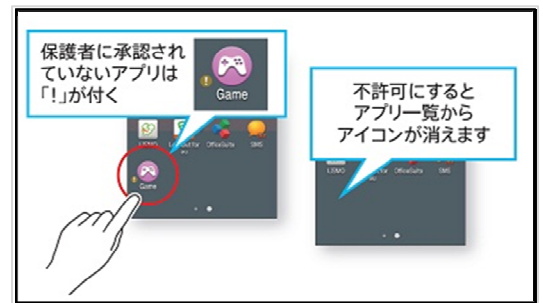 保護者に承認され
ていないアプリは
「！」が付く
Game
不許可にすると
アプリ一覧から
アイコンが消えます
OfficeSuite
SMS
Game
OfficeSuite
SMS